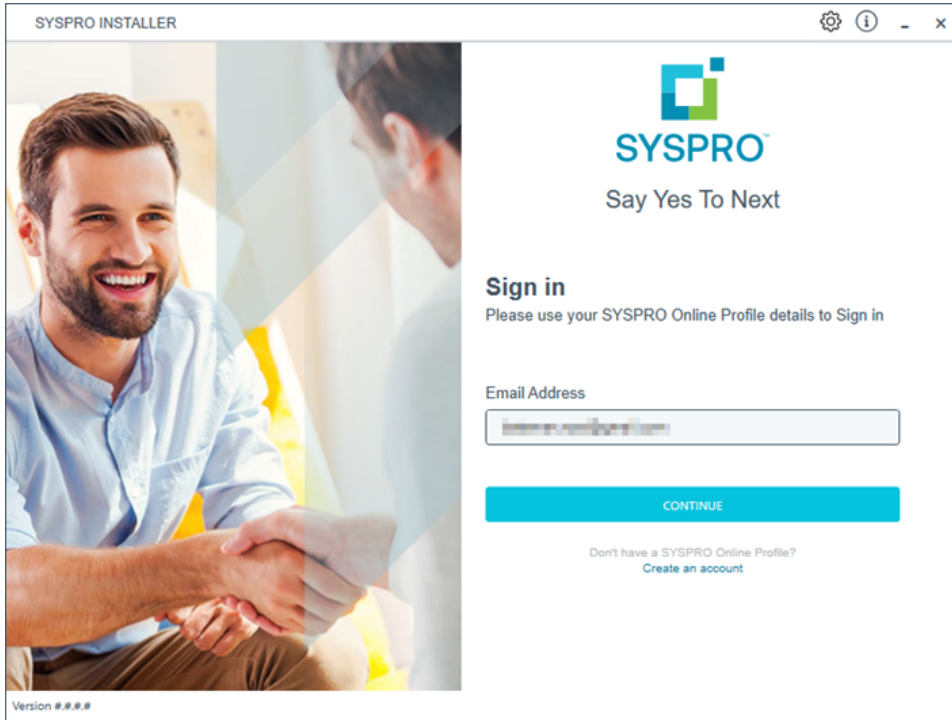 SYSPRO INSTALLER
SYSPRO™
Say Yes To Next
Sign in
Please use your SYSPRO Online Profile details to Sign in
Email Address
CONTINUE
Don't have a SYSPRO Online Profile?
Create an account
Version #.#.#.#